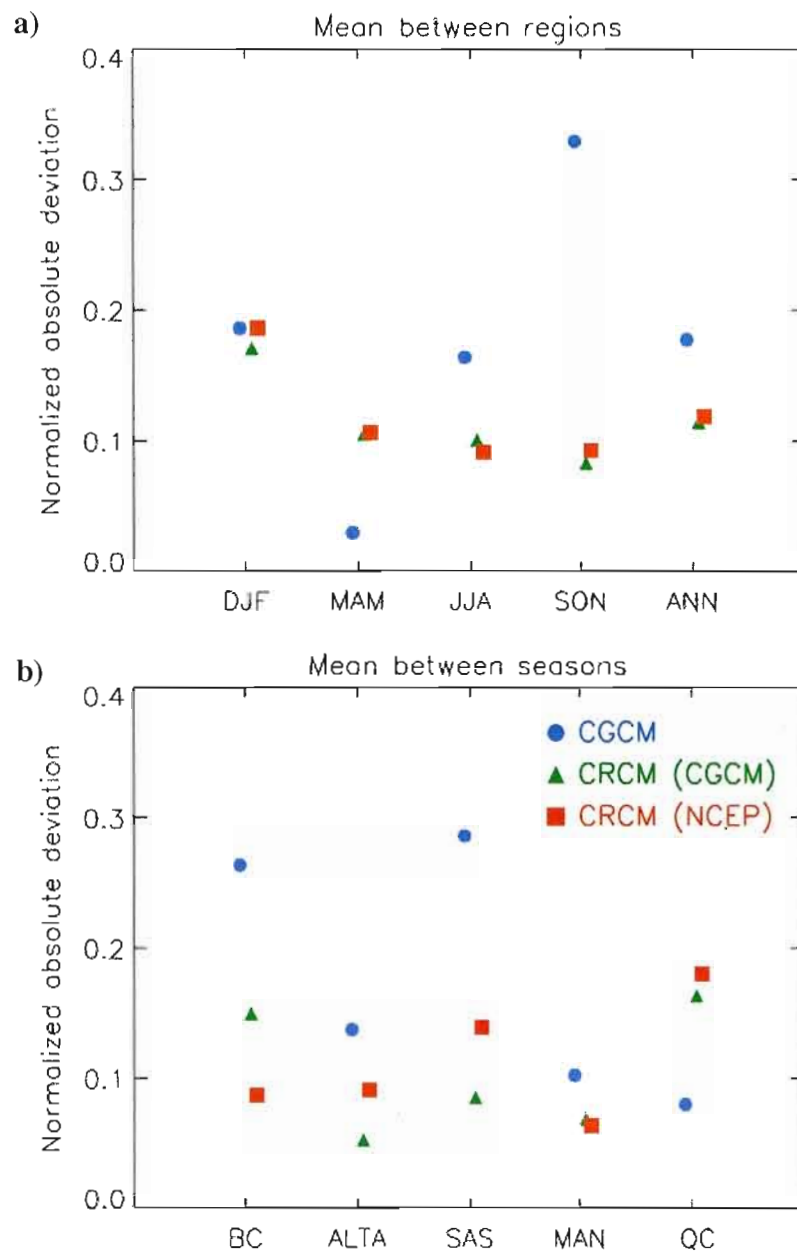 a)
Mean between regions
Normalized absolute deviation
0.4
0.3
0.2
0.1
0.0
DJF MAM JJA SON ANN
b)
Mean between seasons
Normalized absolute deviation
0.4
0.3
0.2
0.1
0.0
CGCM
CRCM (CGCM)
CRCM (NCEP)
BC ALTA SAS MAN QC